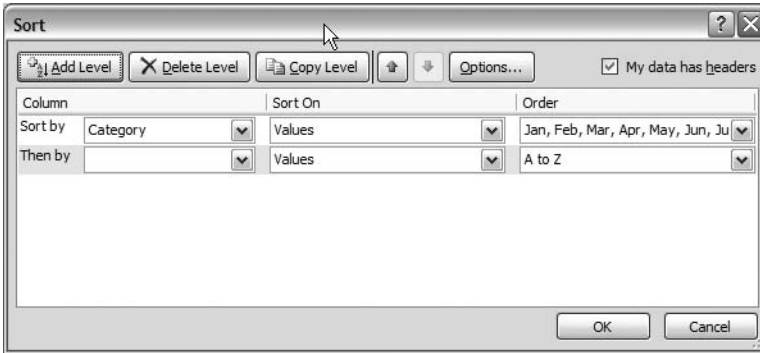 Sort
Add Level Delete Level Copy Level Options... My data has headers
Column Sort On Order
Sort by Category Values Jan, Feb, Mar, Apr, May, Jun, Ju
Then by Values A to Z
OK Cancel